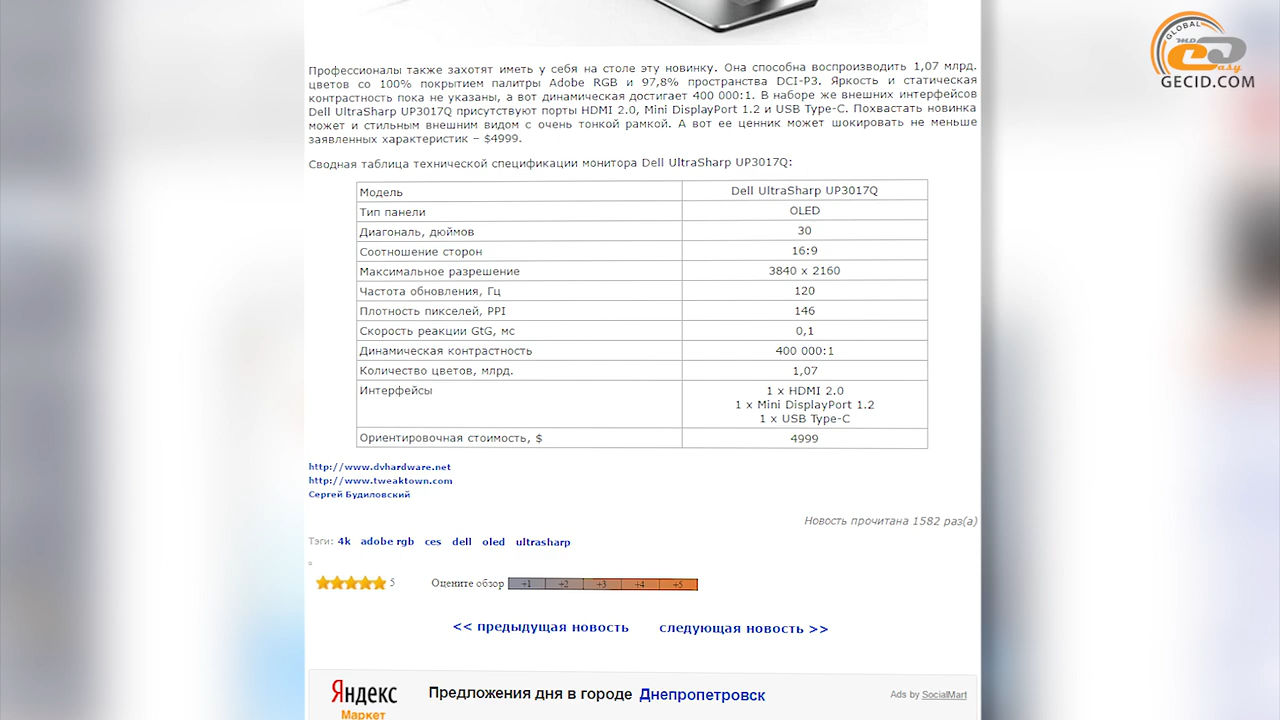 GLOBAL
easy
GECID.COM
Профессионалы также захотят иметь у себя на столе эту новинку. Она способна воспроизводить 1,07 млрд.
цветов со 100% покрытием палитры Adobe RGB и 97,8% пространства DCI-P3. Яркость и статическая
контрастность пока не указаны, а вот динамическая достигает 400 000:1. В наборе же внешних интерфейсов
Dell UltraSharp UP3017Q присутствуют порты HDMI 2.0, Mini DisplayPort 1.2 и USB Type-C. Похвастать новинка
может и стильным внешним видом с очень тонкой рамкой. А вот ее ценник может шокировать не меньше
заявленных характеристик – $4999.
Сводная таблица технической спецификации монитора Dell UltraSharp UP3017Q:
Модель Dell UltraSharp UP3017Q
Тип панели OLED
Диагональ, дюймов 30
Соотношение сторон 16:9
Максимальное разрешение 3840 x 2160
Частота обновления, Гц 120
Плотность пикселей, PPI 146
Скорость реакции GtG, мс 0,1
Динамическая контрастность 400 000:1
Количество цветов, млрд. 1,07
Интерфейсы 1 x HDMI 2.0
1 x Mini DisplayPort 1.2
1 x USB Type-C
Ориентировочная стоимость, $ 4999
http://www.dvhardware.net
http://www.tweaktown.com
Сергей Будиловский
Новость прочитана 1582 раз(а)
Тэги: 4k adobe rgb ces dell oled ultrasharp
5 Оцените обзор +1 +2 +3 +4 +5
<< предыдущая новость следующая новость >>
Яндекс Предложения дня в городе Днепропетровск Ads by SocialMart
Маркет